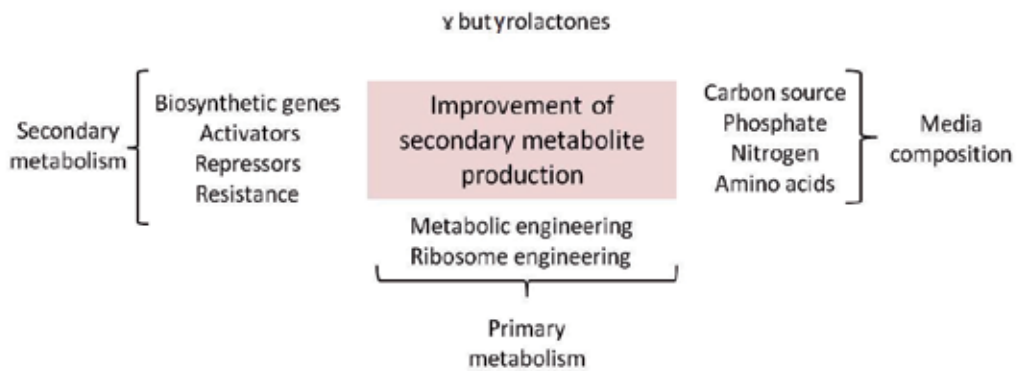 ɤ butyrolactones
Secondary
metabolism
Biosynthetic genes
Activators
Repressors
Resistance
Improvement of
secondary metabolite
production
Carbon source
Phosphate
Nitrogen
Amino acids
Media
composition
Metabolic engineering
Ribosome engineering
Primary
metabolism